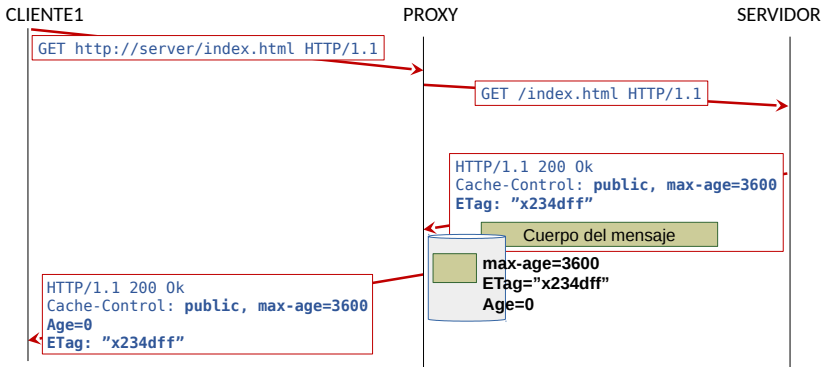 CLIENTE1
PROXY
SERVIDOR
GET http://server/index.html HTTP/1.1
GET /index.html HTTP/1.1
HTTP/1.1 200 Ok
Cache-Control: public, max-age=3600
ETag: ”x234dff”
Cuerpo del mensaje
max-age=3600
ETag=”x234dff”
Age=0
HTTP/1.1 200 Ok
Cache-Control: public, max-age=3600
Age=0
ETag: ”x234dff”